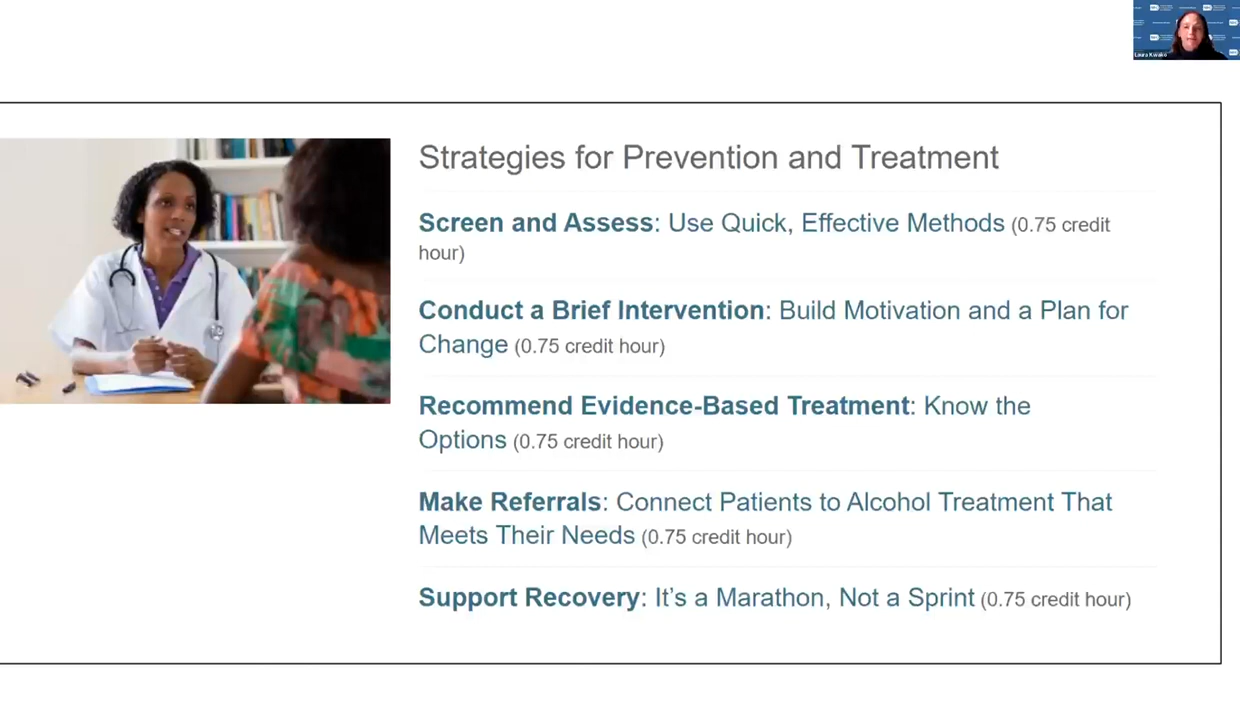 Laura Kwako
Strategies for Prevention and Treatment
Screen and Assess: Use Quick, Effective Methods (0.75 credit
hour)
Conduct a Brief Intervention: Build Motivation and a Plan for
Change (0.75 credit hour)
Recommend Evidence-Based Treatment: Know the
Options (0.75 credit hour)
Make Referrals: Connect Patients to Alcohol Treatment That
Meets Their Needs (0.75 credit hour)
Support Recovery: It's a Marathon, Not a Sprint (0.75 credit hour)